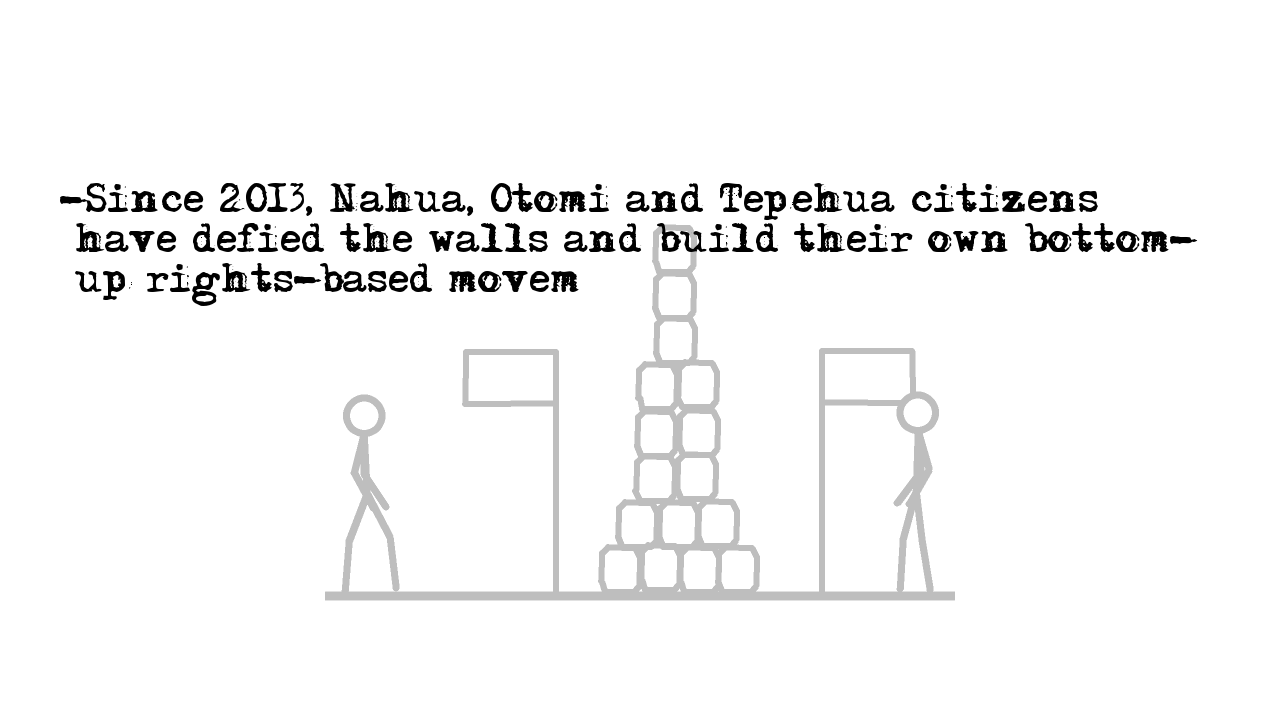 -Since 2013, Nahua, Otomi and Tepehua citizens
have defied the walls and build their own bottom-
up rights-based movem